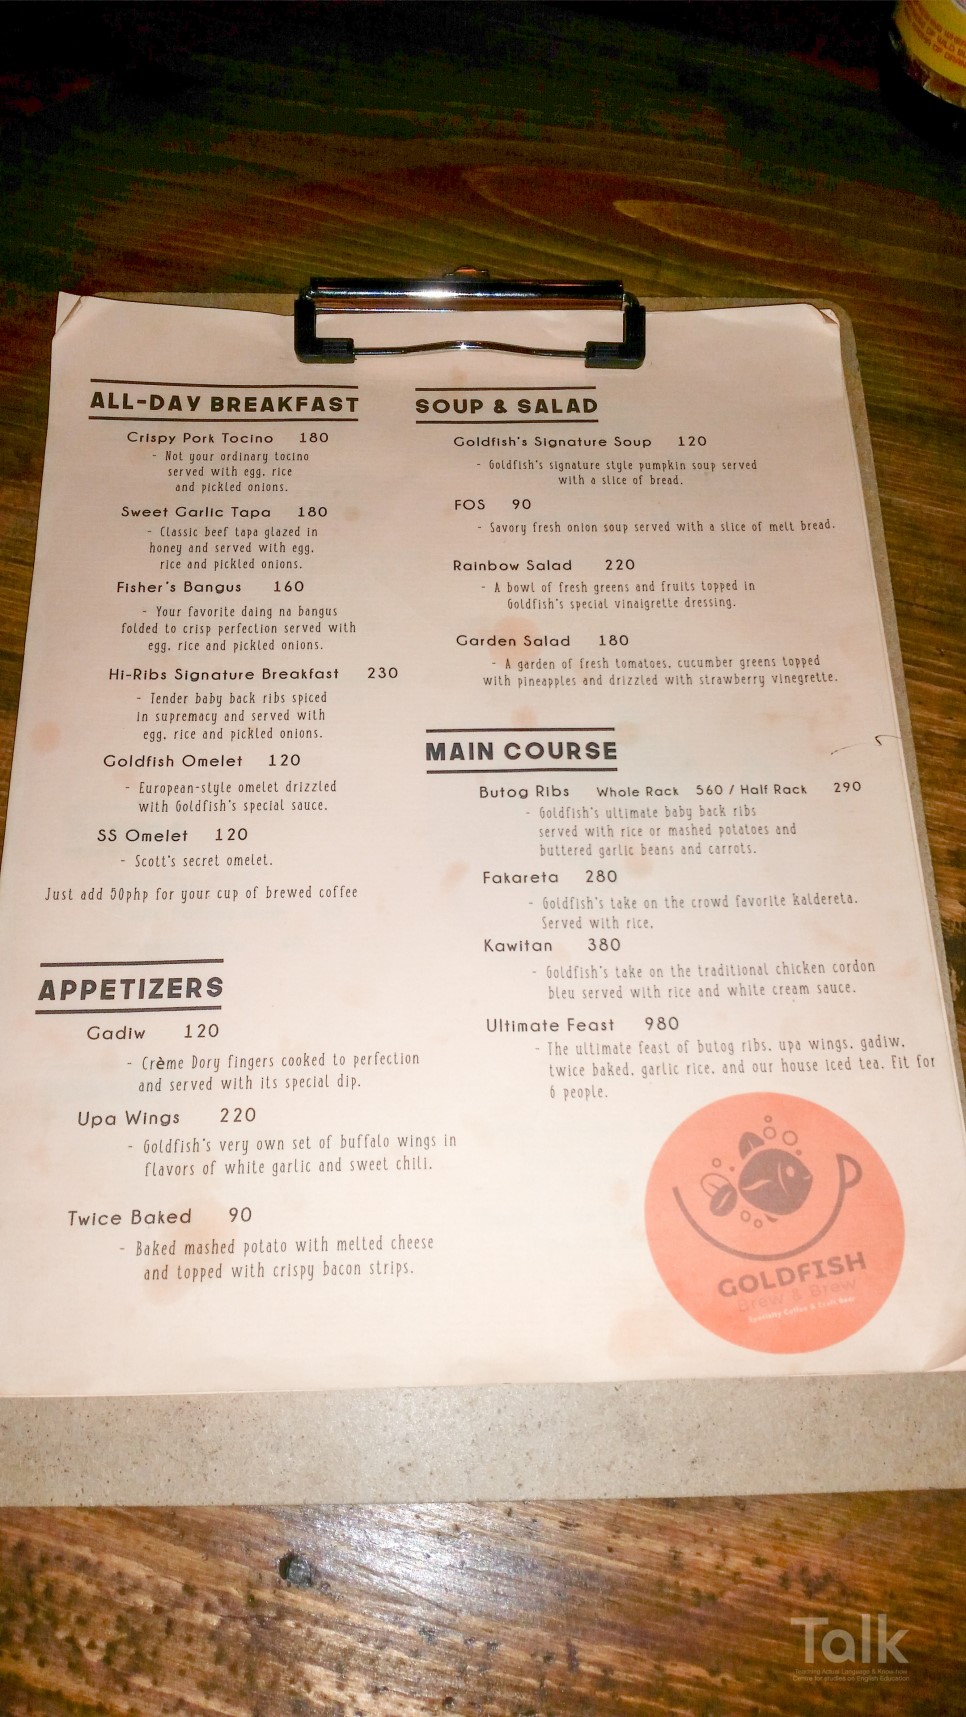 ALL-DAY BREAKFAST
Crispy Pork Tocino 180
- Not your ordinary tocino
served with egg, rice
and pickled onions.
Sweet Garlic Tapa 180
- Classic beef tapa glazed in
honey and served with egg,
rice and pickled onions.
Fisher's Bangus 160
- Your favorite daing na bangus
folded to crisp perfection served with
egg, rice and pickled onions.
Hi-Ribs Signature Breakfast 230
- Tender baby back ribs spiced
in supremacy and served with
egg, rice and pickled onions.
Goldfish Omelet 120
- European-style omelet drizzled
with Goldfish's special sauce.
SS Omelet 120
- Scott's secret omelet.
Just add 50php for your cup of brewed coffee
APPETIZERS
Gadiw 120
- Crème Dory fingers cooked to perfection
and served with its special dip.
Upa Wings 220
- Goldfish's very own set of buffalo wings in
flavors of white garlic and sweet chili.
Twice Baked 90
- Baked mashed potato with melted cheese
and topped with crispy bacon strips.
SOUP & SALAD
Goldfish's Signature Soup 120
- Goldfish's signature style pumpkin soup served
with a slice of bread.
FOS 90
- Savory fresh onion soup served with a slice of melt bread.
Rainbow Salad 220
- A bowl of fresh greens and fruits topped in
Goldfish's special vinaigrette dressing.
Garden Salad 180
- A garden of fresh tomatoes, cucumber greens topped
with pineapples and drizzled with strawberry vinegrette.
MAIN COURSE
Butog Ribs Whole Rack 560 / Half Rack 290
- Goldfish's ultimate baby back ribs
served with rice or mashed potatoes and
buttered garlic beans and carrots.
Fakareta 280
- Goldfish's take on the crowd favorite kaldereta.
Served with rice.
Kawitan 380
- Goldfish's take on the traditional chicken cordon
bleu served with rice and white cream sauce.
Ultimate Feast 980
- The ultimate feast of butog ribs, upa wings, gadiw,
twice baked, garlic rice, and our house iced tea. Fit for
6 people.
GOLDFISH
Brew & Brew
Specialty Coffee & Craft Beer
Talk
Teaching Actual Language & Know-how
Centre for studies on English Education